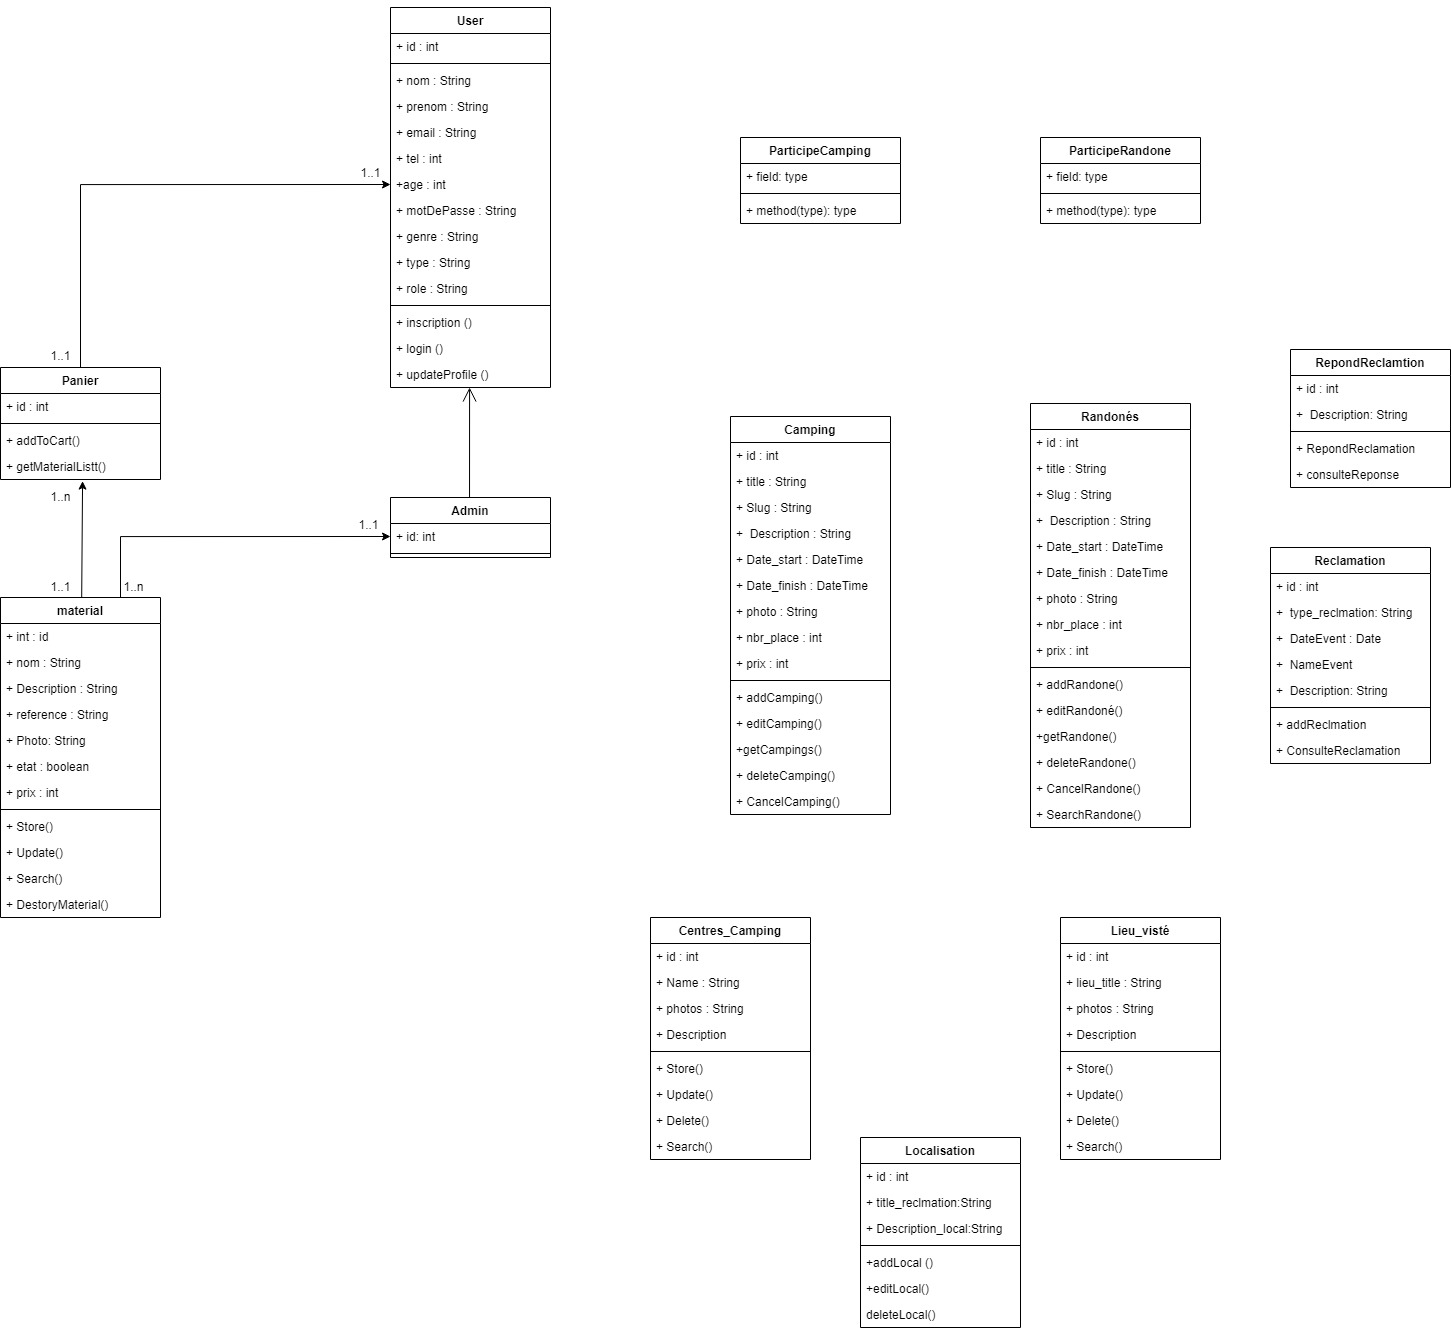 User
+ id : int
+ nom : String
+ prenom : String
+ email : String
+ tel : int
+age : int
+ motDePasse : String
+ genre : String
+ type : String
+ role : String
+ inscription ()
+ login ()
+ updateProfile ()
1..1
1..1
Panier
+ id : int
+ addToCart()
+ getMaterialListt()
1..n
1..1
1..n
1..1
Admin
+ id: int
material
+ int : id
+ nom : String
+ Description : String
+ reference : String
+ Photo: String
+ etat : boolean
+ prix : int
+ Store()
+ Update()
+ Search()
+ DestoryMaterial()
ParticipeCamping
+ field: type
+ method(type): type
ParticipeRandone
+ field: type
+ method(type): type
Camping
+ id : int
+ title : String
+ Slug : String
+ Description : String
+ Date_start : DateTime
+ Date_finish : DateTime
+ photo : String
+ nbr_place : int
+ prix : int
+ addCamping()
+ editCamping()
+getCampings()
+ deleteCamping()
+ CancelCamping()
Randonés
+ id : int
+ title : String
+ Slug : String
+ Description : String
+ Date_start : DateTime
+ Date_finish : DateTime
+ photo : String
+ nbr_place : int
+ prix : int
+ addRandone()
+ editRandoné()
+getRandone()
+ deleteRandone()
+ CancelRandone()
+ SearchRandone()
RepondReclamtion
+ id : int
+ Description: String
+ RepondReclamation
+ consulteReponse
Reclamation
+ id : int
+ type_reclmation: String
+ DateEvent : Date
+ NameEvent
+ Description: String
+ addReclmation
+ ConsulteReclamation
Centres_Camping
+ id : int
+ Name : String
+ photos : String
+ Description
+ Store()
+ Update()
+ Delete()
+ Search()
Lieu_visté
+ id : int
+ lieu_title : String
+ photos : String
+ Description
+ Store()
+ Update()
+ Delete()
+ Search()
Localisation
+ id : int
+ title_reclmation:String
+ Description_local:String
+addLocal ()
+editLocal()
deleteLocal()